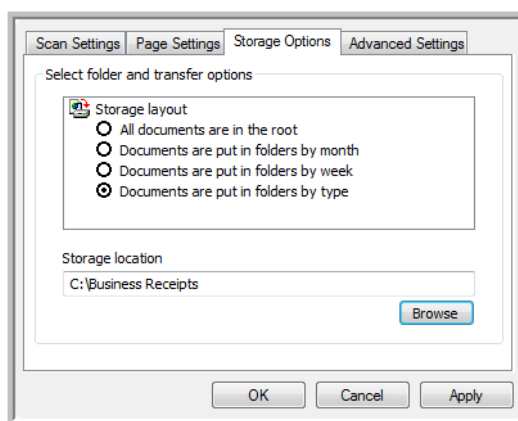 Scan Settings Page Settings Storage Options Advanced Settings
Select folder and transfer options
Storage layout
All documents are in the root
Documents are put in folders by month
Documents are put in folders by week
Documents are put in folders by type
Storage location
C:\Business Receipts
Browse
OK Cancel Apply